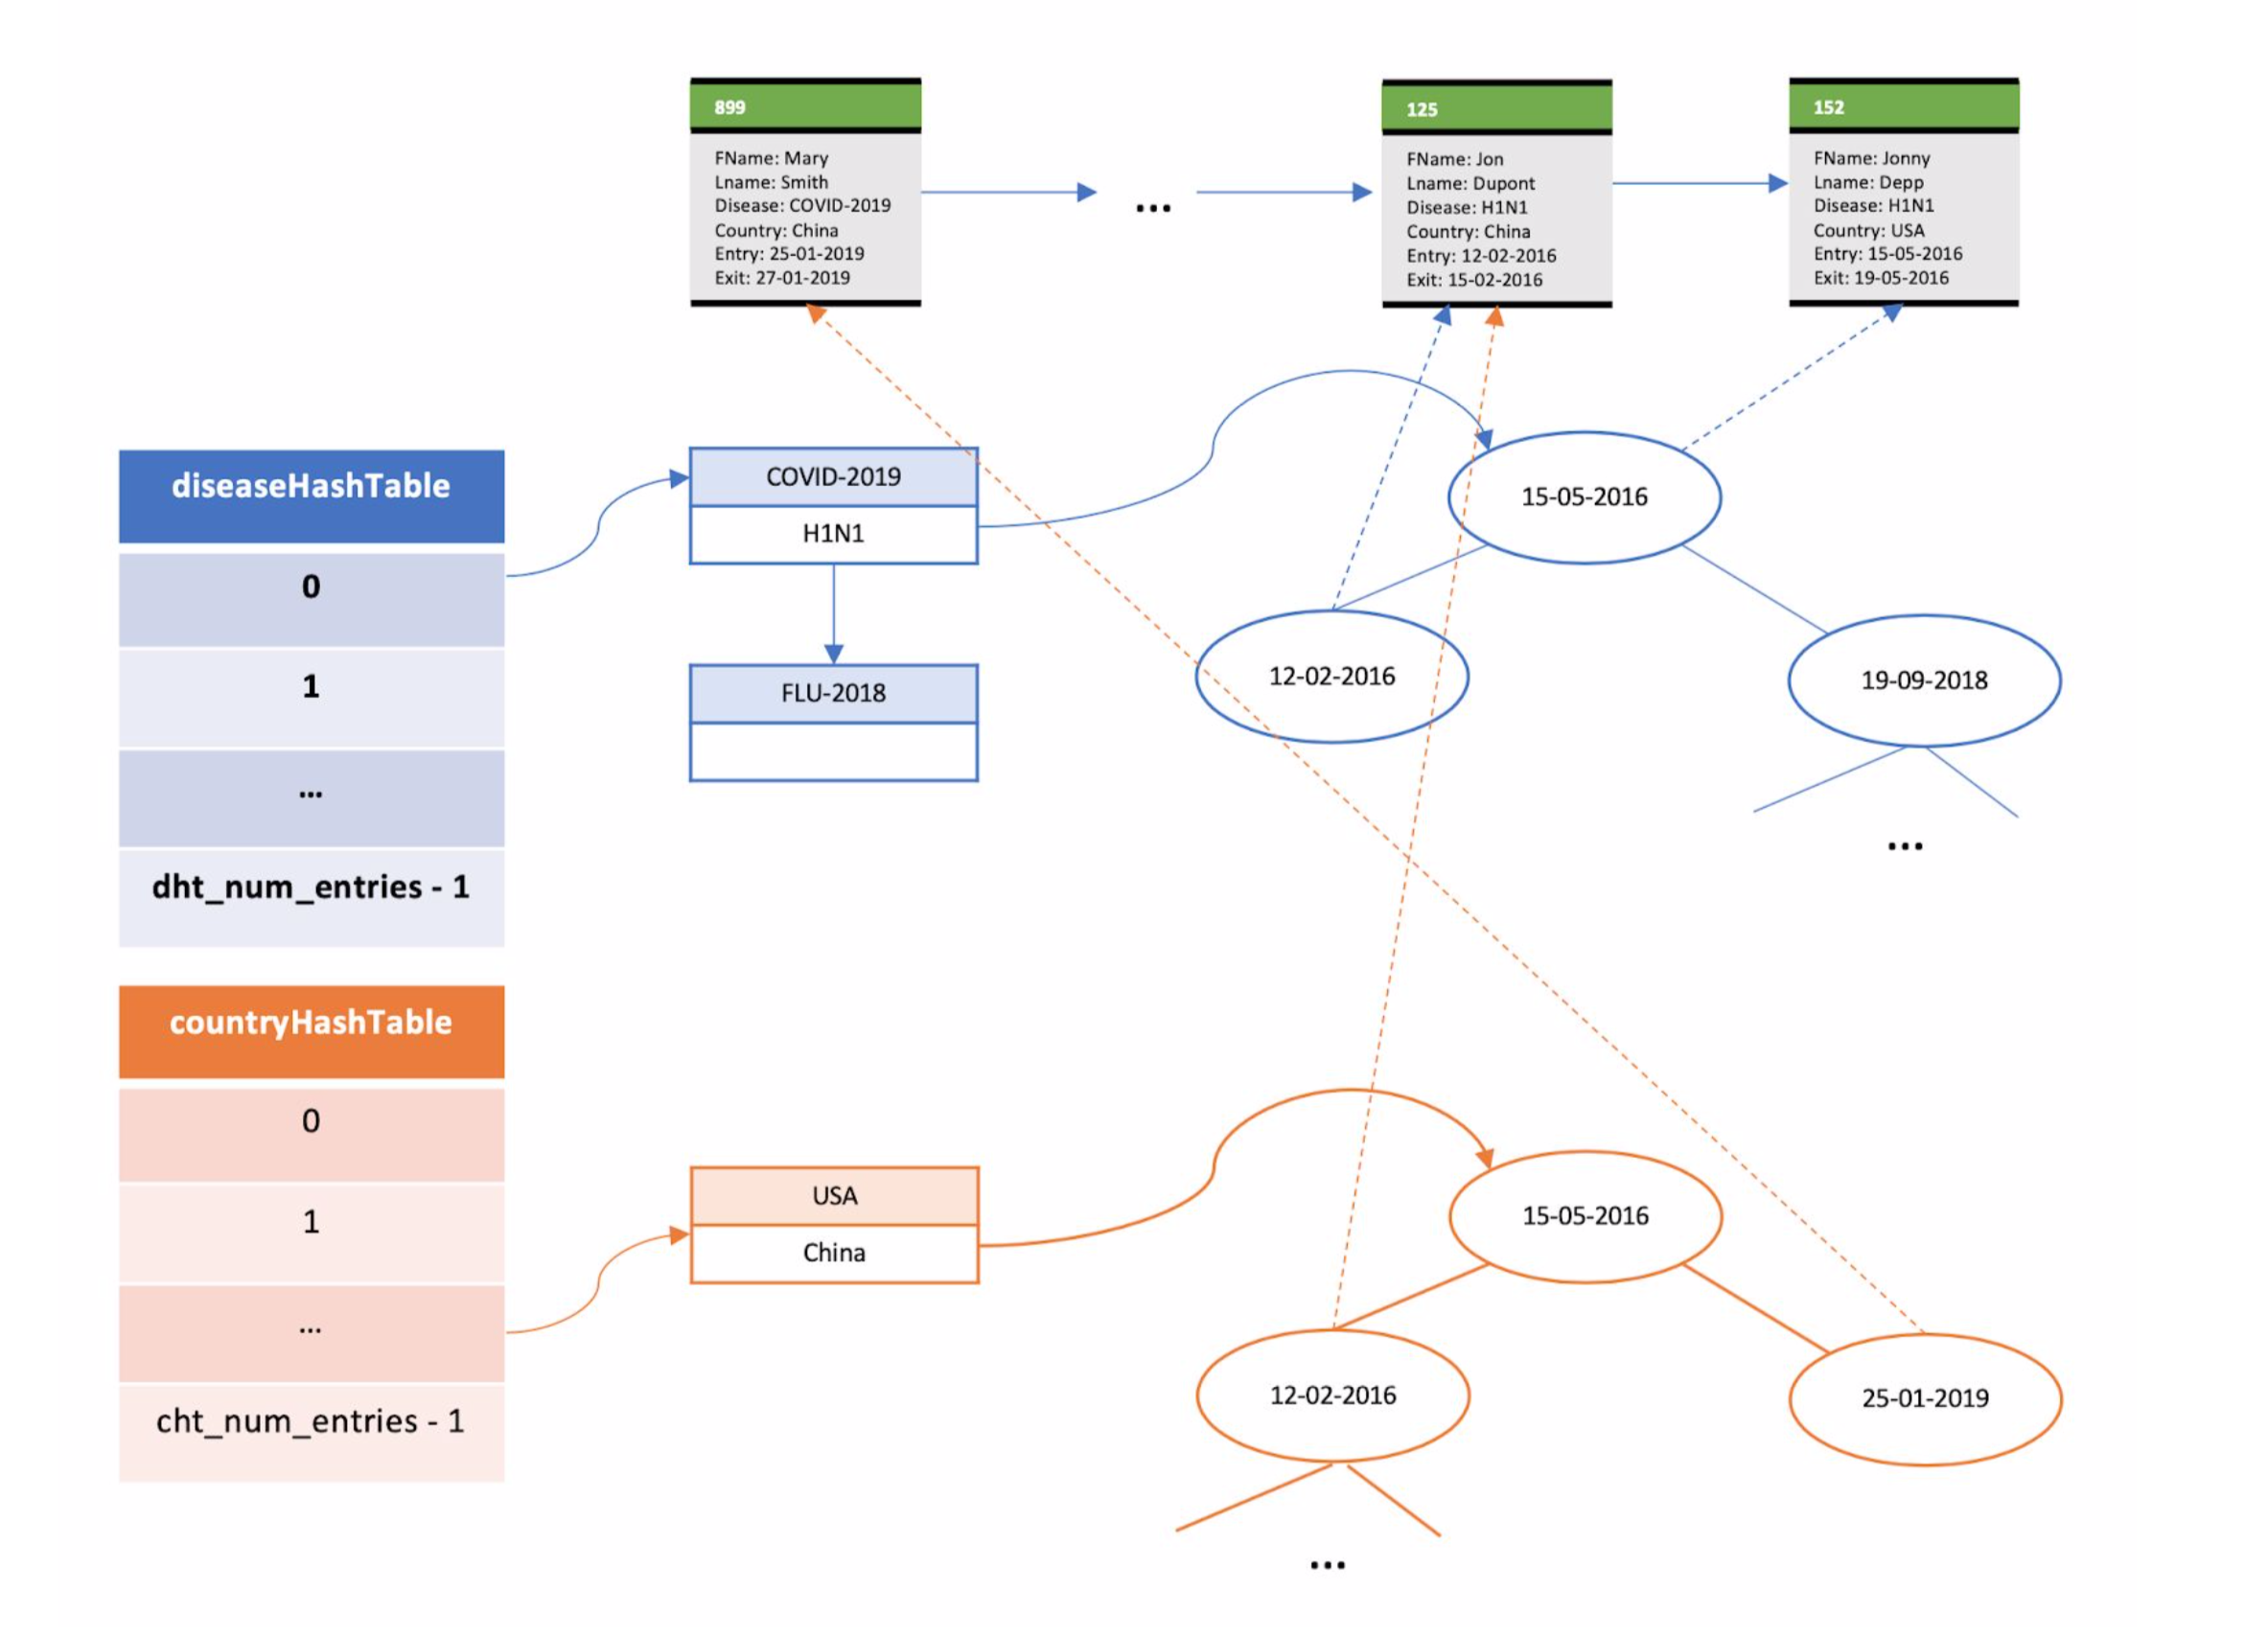 899
FName: Mary
Lname: Smith
Disease: COVID-2019
Country: China
Entry: 25-01-2019
Exit: 27-01-2019
...
125
FName: Jon
Lname: Dupont
Disease: H1N1
Country: China
Entry: 12-02-2016
Exit: 15-02-2016
152
FName: Jonny
Lname: Depp
Disease: H1N1
Country: USA
Entry: 15-05-2016
Exit: 19-05-2016
diseaseHashTable
0
1
...
dht_num_entries - 1
COVID-2019
H1N1
FLU-2018
15-05-2016
12-02-2016
19-09-2018
...
countryHashTable
0
1
...
cht_num_entries - 1
USA
China
15-05-2016
12-02-2016
25-01-2019
...